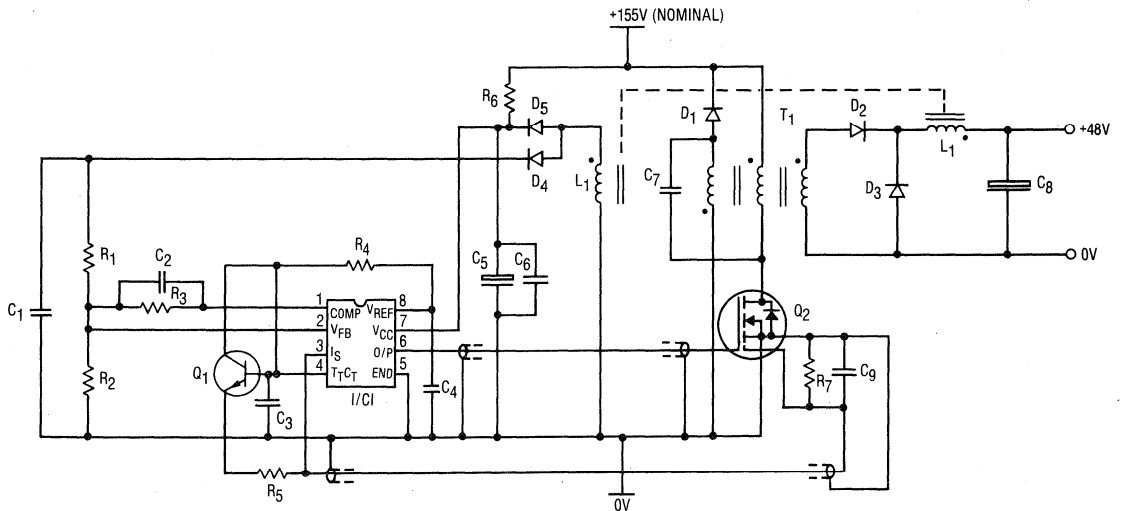 +155V (NOMINAL)
R6
D5
D4
L1
D1
T1
D2
L1
+48V
C7
D3
C8
0V
R1
C2
R3
R4
C5
C6
C1
1 COMP VREF 8
2 VFB VCC 7
3 IS O/P 6
4 TTCT END 5
I/CI
R2
Q1
C3
C4
Q2
R7
C9
R5
0V